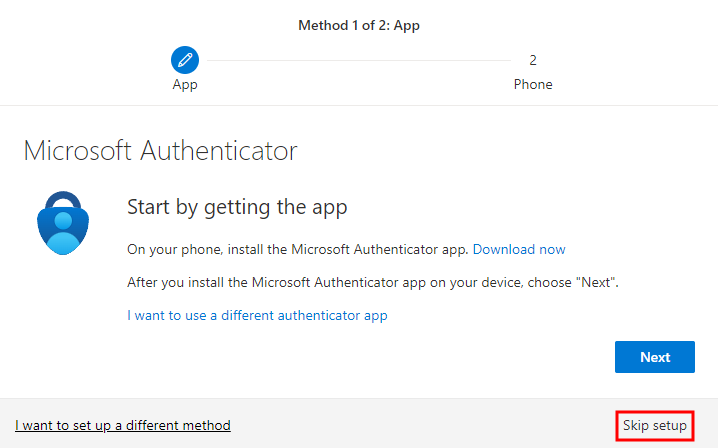 Method 1 of 2: App
2
App
Phone
Microsoft Authenticator
Start by getting the app
On your phone, install the Microsoft Authenticator app. Download now
After you install the Microsoft Authenticator app on your device, choose "Next".
I want to use a different authenticator app
Next
I want to set up a different method
Skip setup